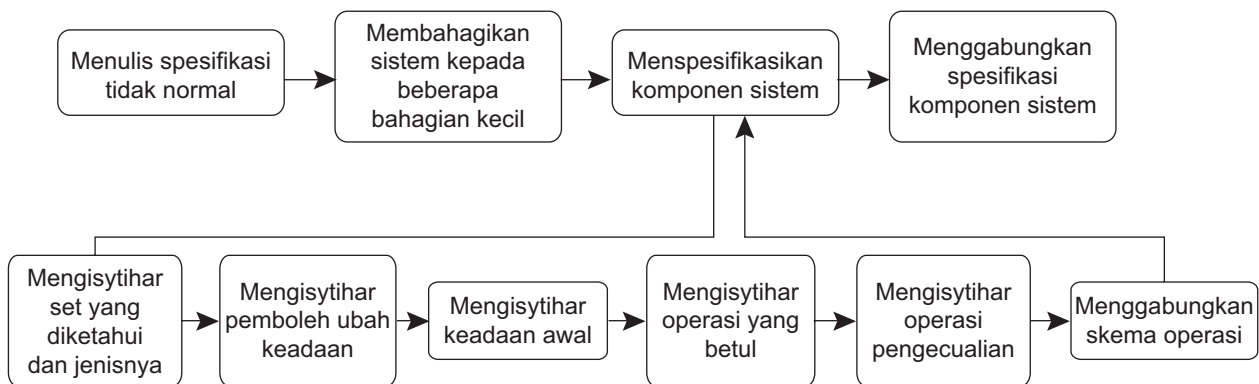 Menulis spesifikasi
tidak normal
Membahagikan
sistem kepada
beberapa
bahagian kecil
Menspesifikasikan
komponen sistem
Menggabungkan
spesifikasi
komponen sistem
Mengisytihar
set yang
diketahui
dan jenisnya
Mengisytihar
pemboleh ubah
keadaan
Mengisytihar
keadaan awal
Mengisytihar
operasi yang
betul
Mengisytihar
operasi
pengecualian
Menggabungkan
skema operasi